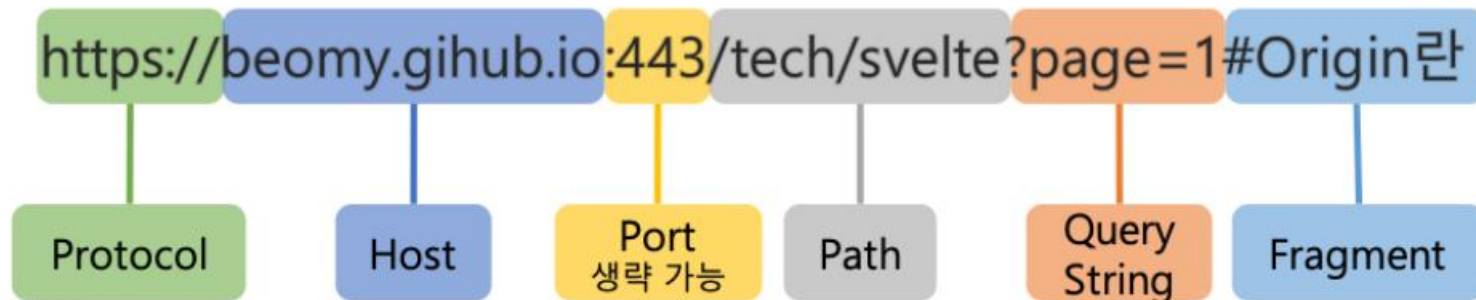 https://beomy.gihub.io:443/tech/svelte?page=1#Origin란
Protocol
Host
Port
생략 가능
Path
Query
String
Fragment